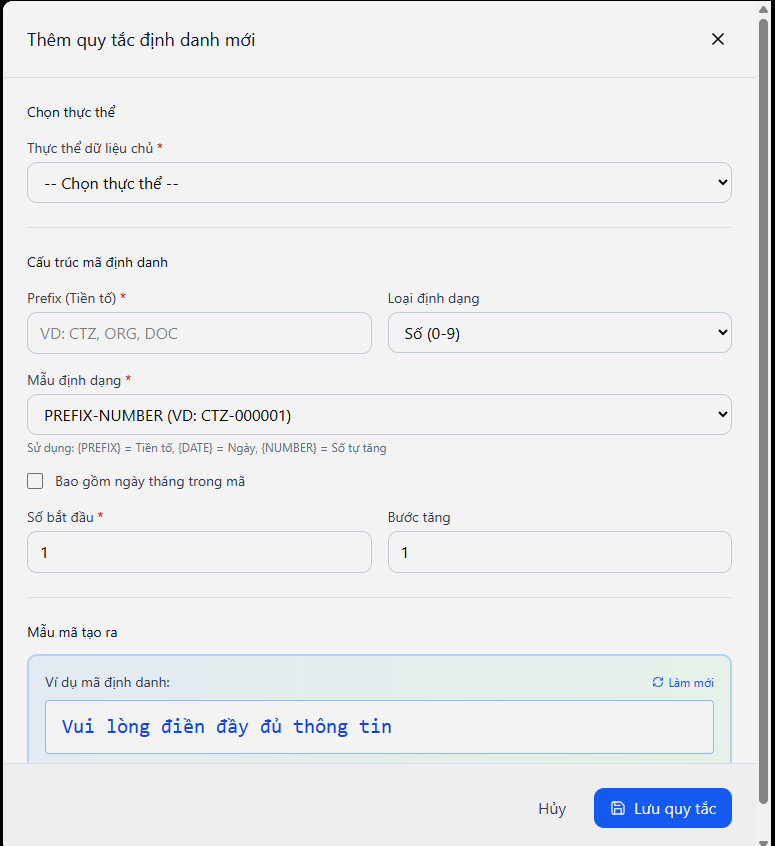 Thêm quy tắc định danh mới
Chọn thực thể
Thực thể dữ liệu chủ *
-- Chọn thực thể --
Cấu trúc mã định danh
Prefix (Tiền tố) *
Loại định dạng
VD: CTZ, ORG, DOC
Số (0-9)
Mẫu định dạng *
PREFIX-NUMBER (VD: CTZ-000001)
Sử dụng: {PREFIX} = Tiền tố, {DATE} = Ngày, {NUMBER} = Số tự tăng
Bao gồm ngày tháng trong mã
Số bắt đầu *
Bước tăng
1
1
Mẫu mã tạo ra
Ví dụ mã định danh:
Làm mới
Vui lòng điền đầy đủ thông tin
Hủy
Lưu quy tắc